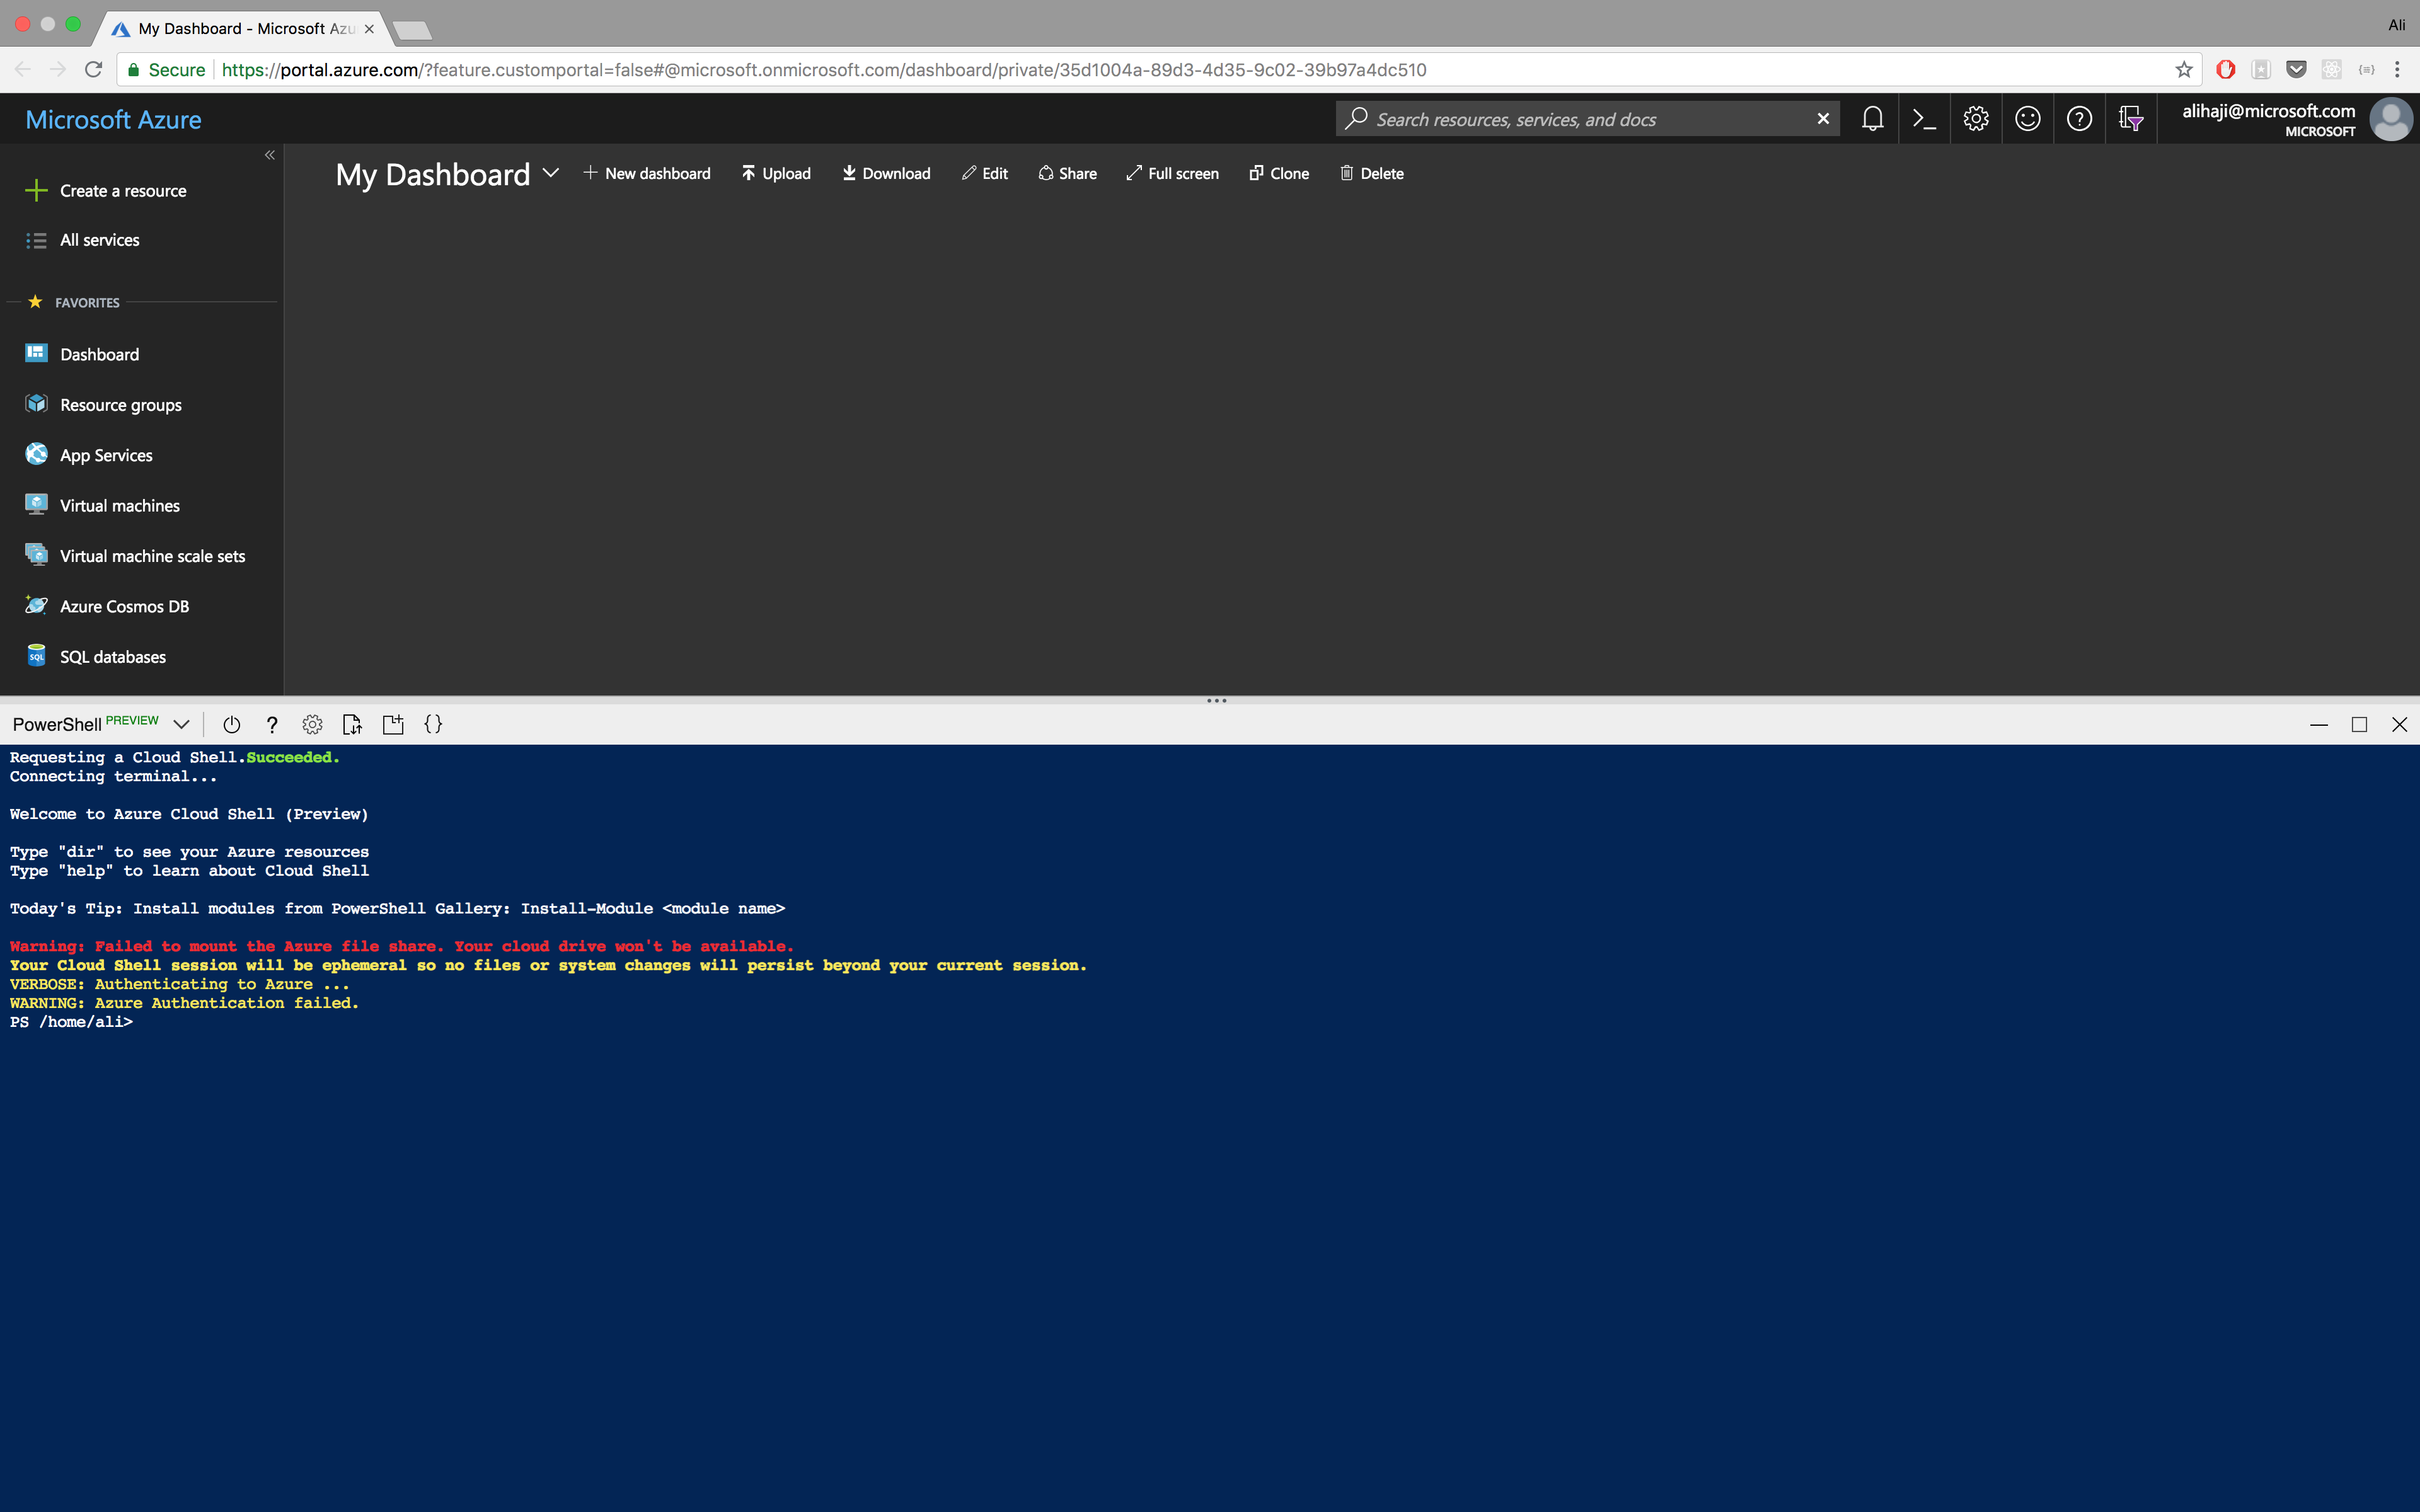 My Dashboard - Microsoft Azu
Ali
Secure https://portal.azure.com/?feature.customportal=false#@microsoft.onmicrosoft.com/dashboard/private/35d1004a-89d3-4d35-9c02-39b97a4dc510
Microsoft Azure
Search resources, services, and docs
alihaji@microsoft.com
MICROSOFT
My Dashboard
New dashboard Upload Download Edit Share Full screen Clone Delete
Create a resource
All services
FAVORITES
Dashboard
Resource groups
App Services
Virtual machines
Virtual machine scale sets
Azure Cosmos DB
SQL
SQL databases
PowerShell PREVIEW ? {}
Requesting a Cloud Shell.Succeeded.
Connecting terminal...
Welcome to Azure Cloud Shell (Preview)
Type "dir" to see your Azure resources
Type "help" to learn about Cloud Shell
Today's Tip: Install modules from PowerShell Gallery: Install-Module <module name>
Warning: Failed to mount the Azure file share. Your cloud drive won't be available.
Your Cloud Shell session will be ephemeral so no files or system changes will persist beyond your current session.
VERBOSE: Authenticating to Azure ...
WARNING: Azure Authentication failed.
PS /home/ali>